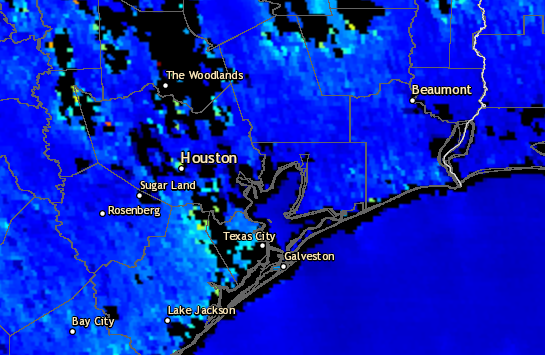 The Woodlands
Beaumont
Houston
Sugar Land
Rosenberg
Texas City
Galveston
Lake Jackson
Bay City